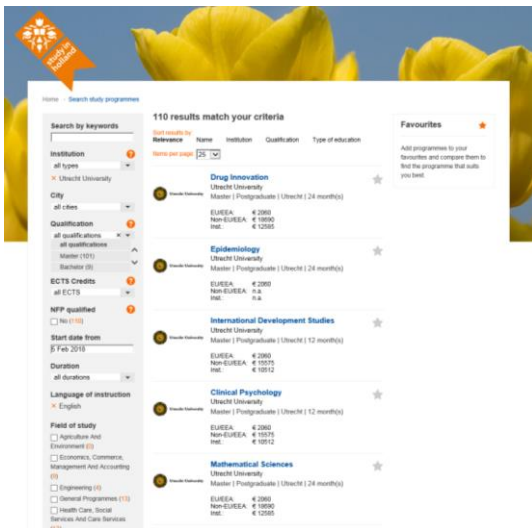 study in
holland
Home
Search study programmes
Search by keywords
Institution
all types
× Utrecht University
City
all cities
Qualification
all qualifications
all qualifications
Master (101)
Bachelor (9)
ECTS Credits
all ECTS
NFP qualified
No (110)
Start date from
6 Feb 2018
Duration
all durations
Language of instruction
× English
Field of study
Agriculture And
Environment
Economics, Commerce,
Management And Accounting
Engineering (4)
General Programmes (13)
Health Care, Social
Services And Care Services
110 results match your criteria
Sort results by
Relevance Name Institution Qualification Type of education
Items per page 25
Drug Innovation
Utrecht University
Master | Postgraduate | Utrecht | 24 month(s)
EU/EEA: € 2060
Non-EU/EEA: € 18690
Inst.: € 12585
Epidemiology
Utrecht University
Master | Postgraduate | Utrecht | 24 month(s)
EU/EEA: € 2060
Non-EU/EEA: n.a.
Inst.: n.a.
International Development Studies
Utrecht University
Master | Postgraduate | Utrecht | 12 month(s)
EU/EEA: € 2060
Non-EU/EEA: € 15575
Inst.: € 10512
Clinical Psychology
Utrecht University
Master | Postgraduate | Utrecht | 12 month(s)
EU/EEA: € 2060
Non-EU/EEA: € 15575
Inst.: € 10512
Mathematical Sciences
Utrecht University
Master | Postgraduate | Utrecht | 24 month(s)
EU/EEA: € 2060
Non-EU/EEA: € 18690
Inst.: € 12585
Favourites
Add programmes to your
favourites and compare them to
find the programme that suits
you best.